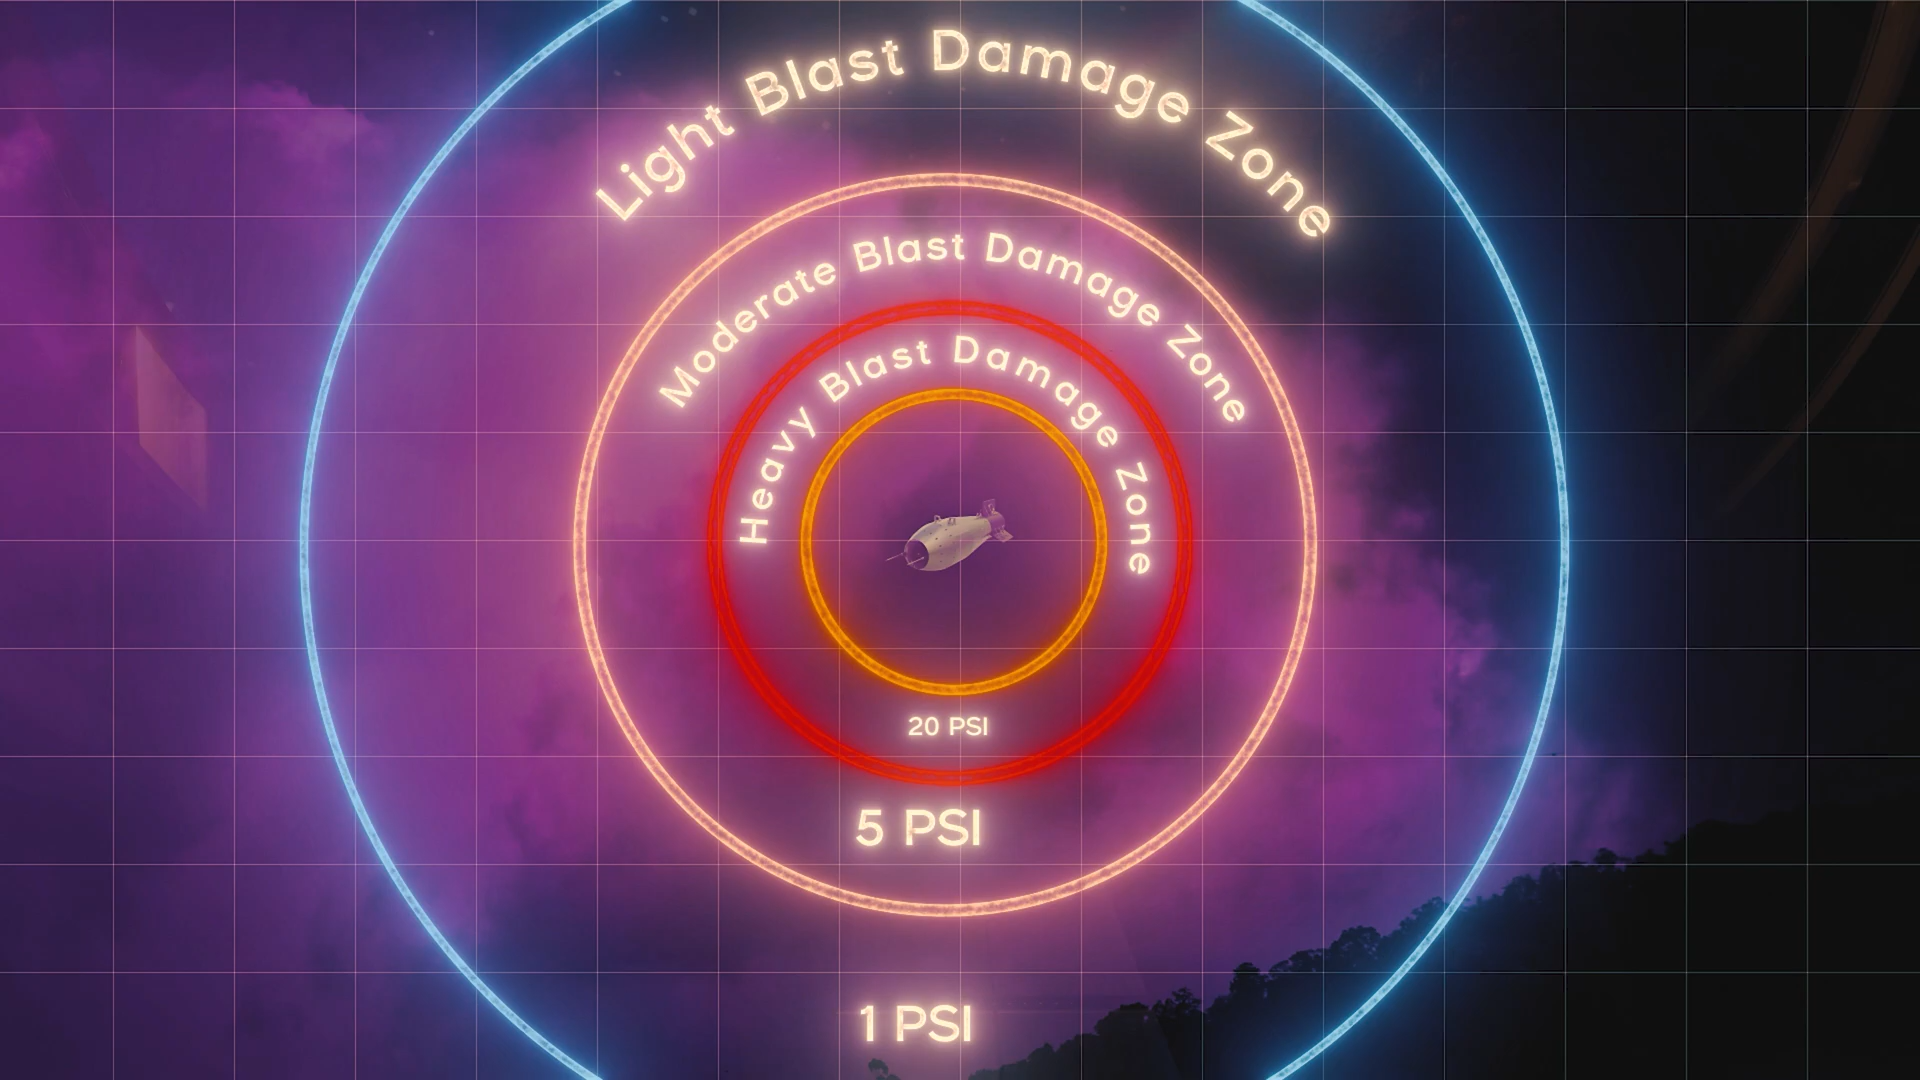 Light Blast Damage Zone
Moderate Blast Damage Zone
Heavy Blast Damage Zone
20 PSI
5 PSI
1 PSI